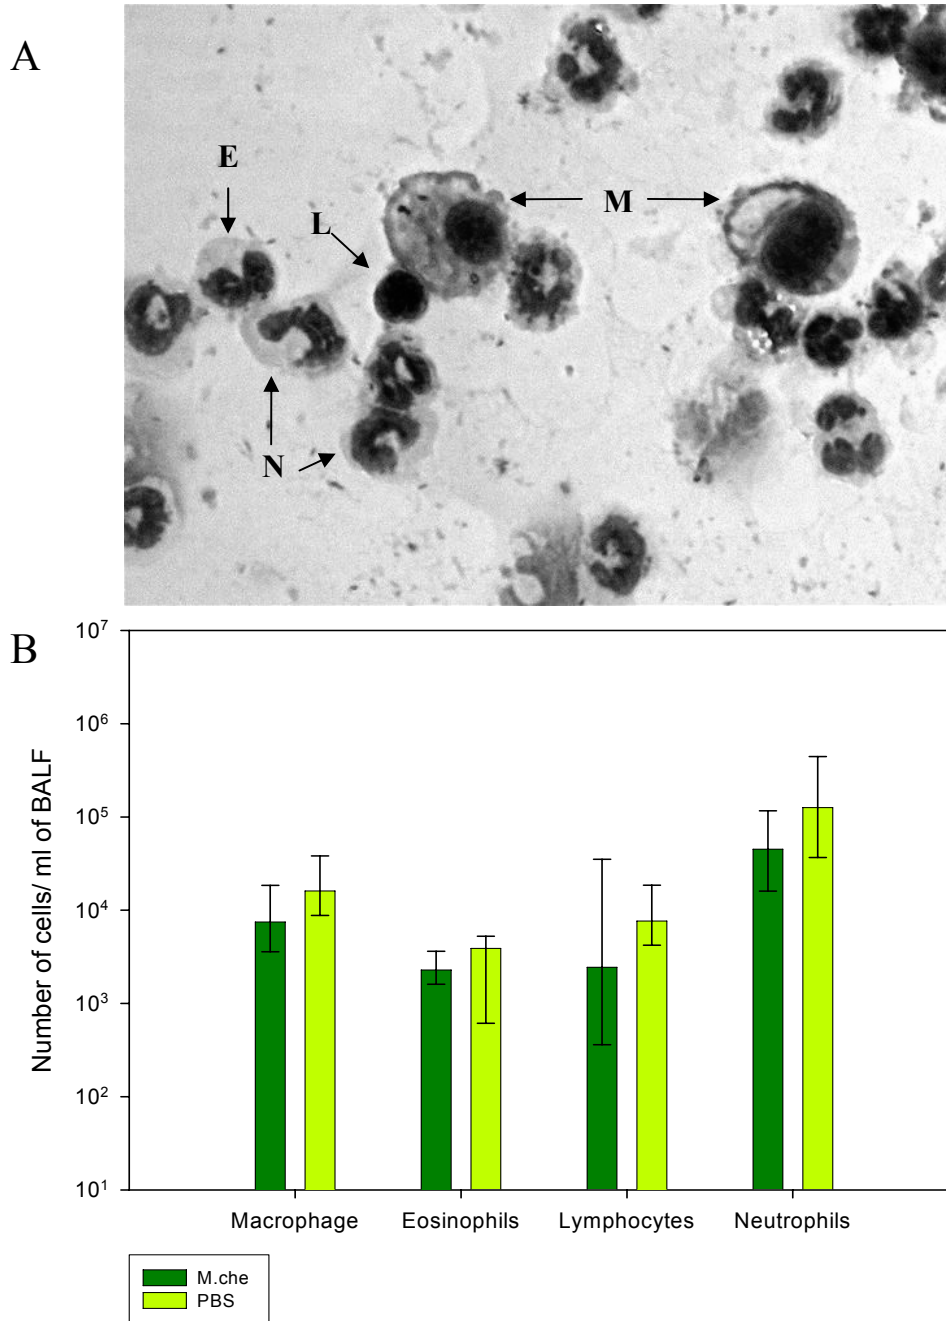 A
E
L
M
N
B
Number of cells/ ml of BALF
10⁷
10⁶
10⁵
10⁴
10³
10²
10¹
Macrophage Eosinophils Lymphocytes Neutrophils
M.che
PBS